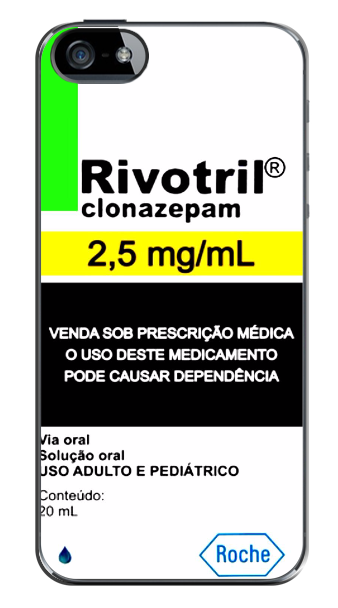 Rivotril®
clonazepam
2,5 mg/mL
VENDA SOB PRESCRIÇÃO MÉDICA
O USO DESTE MEDICAMENTO
PODE CAUSAR DEPENDÊNCIA
Via oral
Solução oral
USO ADULTO E PEDIÁTRICO
Conteúdo:
20 mL
Roche